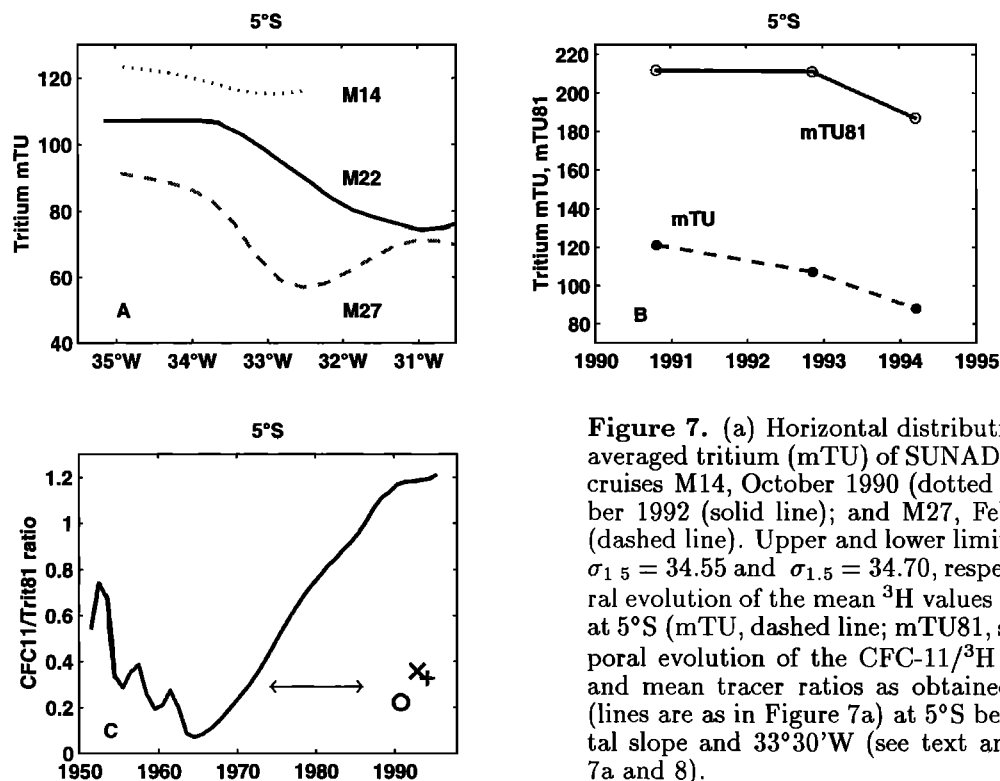 5°S
Tritium mTU
120
100
80
60
40
M14
M22
M27
A
35°W 34°W 33°W 32°W 31°W
5°S
Tritium mTU, mTU81
220
200
180
160
140
120
100
80
mTU81
mTU
B
1990 1991 1992 1993 1994 1995
5°S
CFC11/Trit81 ratio
1.2
1
0.8
0.6
0.4
0.2
0
C
1950 1960 1970 1980 1990
Figure 7. (a) Horizontal distributi
averaged tritium (mTU) of SUNAD
cruises M14, October 1990 (dotted
ber 1992 (solid line); and M27, Fe
(dashed line). Upper and lower limit
σ1 5 = 34.55 and σ1.5 = 34.70, respe
ral evolution of the mean ³H values
at 5°S (mTU, dashed line; mTU81, s
poral evolution of the CFC-11/³H
and mean tracer ratios as obtained
(lines are as in Figure 7a) at 5°S be
tal slope and 33°30'W (see text an
7a and 8).